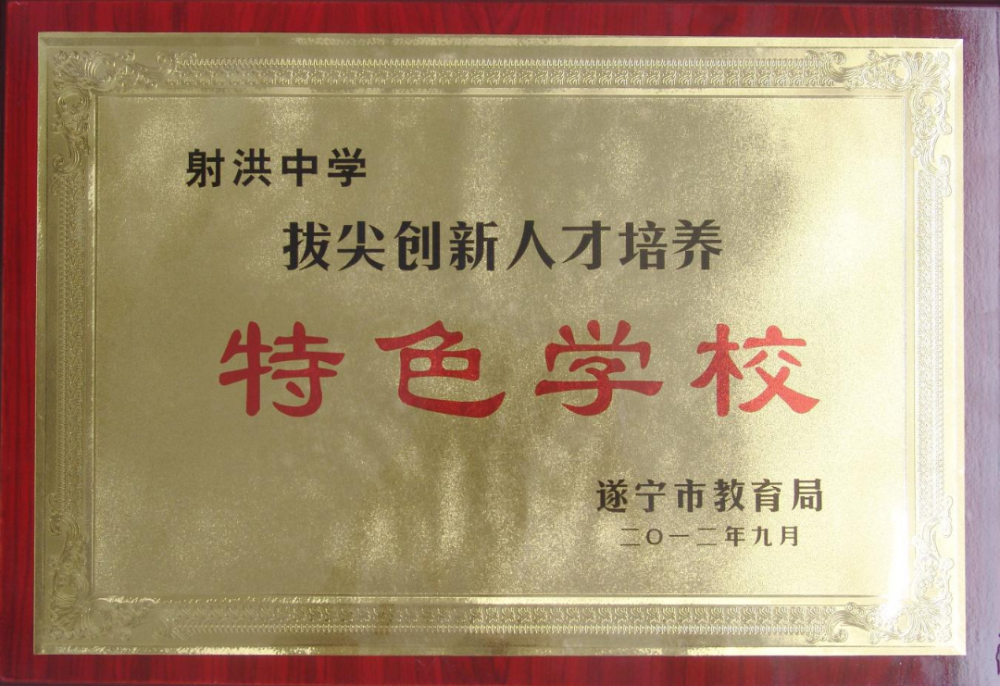 射洪中学
拔尖创新人才培养
特色学校
遂宁市教育局
二〇一二年九月